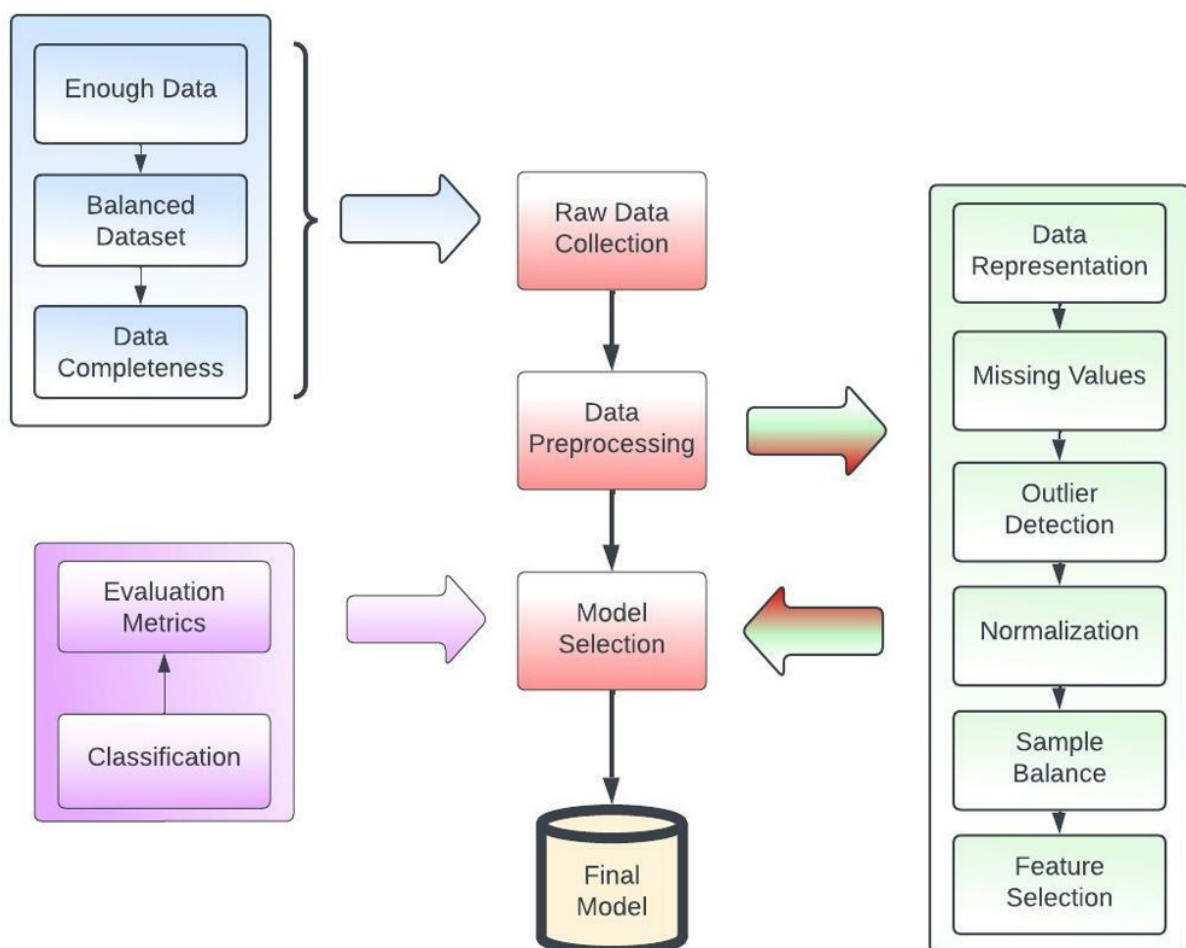 Enough Data
Balanced
Dataset
Data
Completeness
Raw Data
Collection
Data
Preprocessing
Model
Selection
Final
Model
Evaluation
Metrics
Classification
Data
Representation
Missing Values
Outlier
Detection
Normalization
Sample
Balance
Feature
Selection